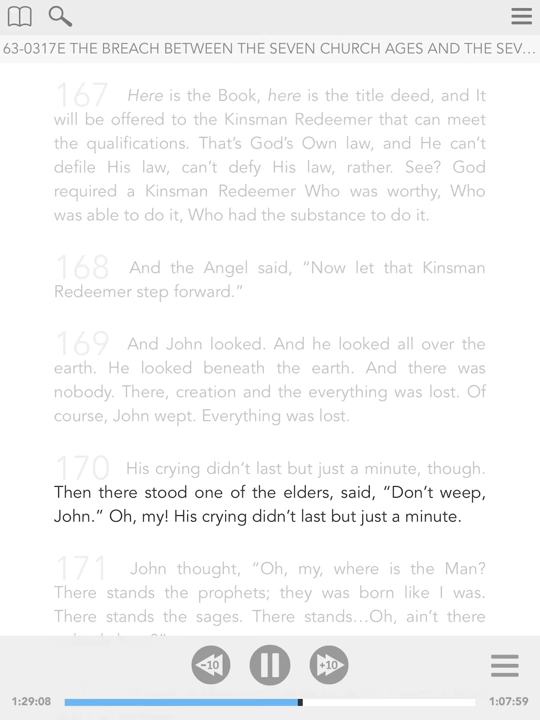 63-0317E THE BREACH BETWEEN THE SEVEN CHURCH AGES AND THE SEV…
167 Here is the Book, here is the title deed, and It
will be offered to the Kinsman Redeemer that can meet
the qualifications. That’s God’s Own law, and He can’t
defile His law, can’t defy His law, rather. See? God
required a Kinsman Redeemer Who was worthy, Who
was able to do it, Who had the substance to do it.
168 And the Angel said, “Now let that Kinsman
Redeemer step forward.”
169 And John looked. And he looked all over the
earth. He looked beneath the earth. And there was
nobody. There, creation and the everything was lost. Of
course, John wept. Everything was lost.
170 His crying didn’t last but just a minute, though.
Then there stood one of the elders, said, “Don’t weep,
John.” Oh, my! His crying didn’t last but just a minute.
171 John thought, “Oh, my, where is the Man?
There stands the prophets; they was born like I was.
There stands the sages. There stands…Oh, ain’t there
-10 +10
1:29:08 1:07:59